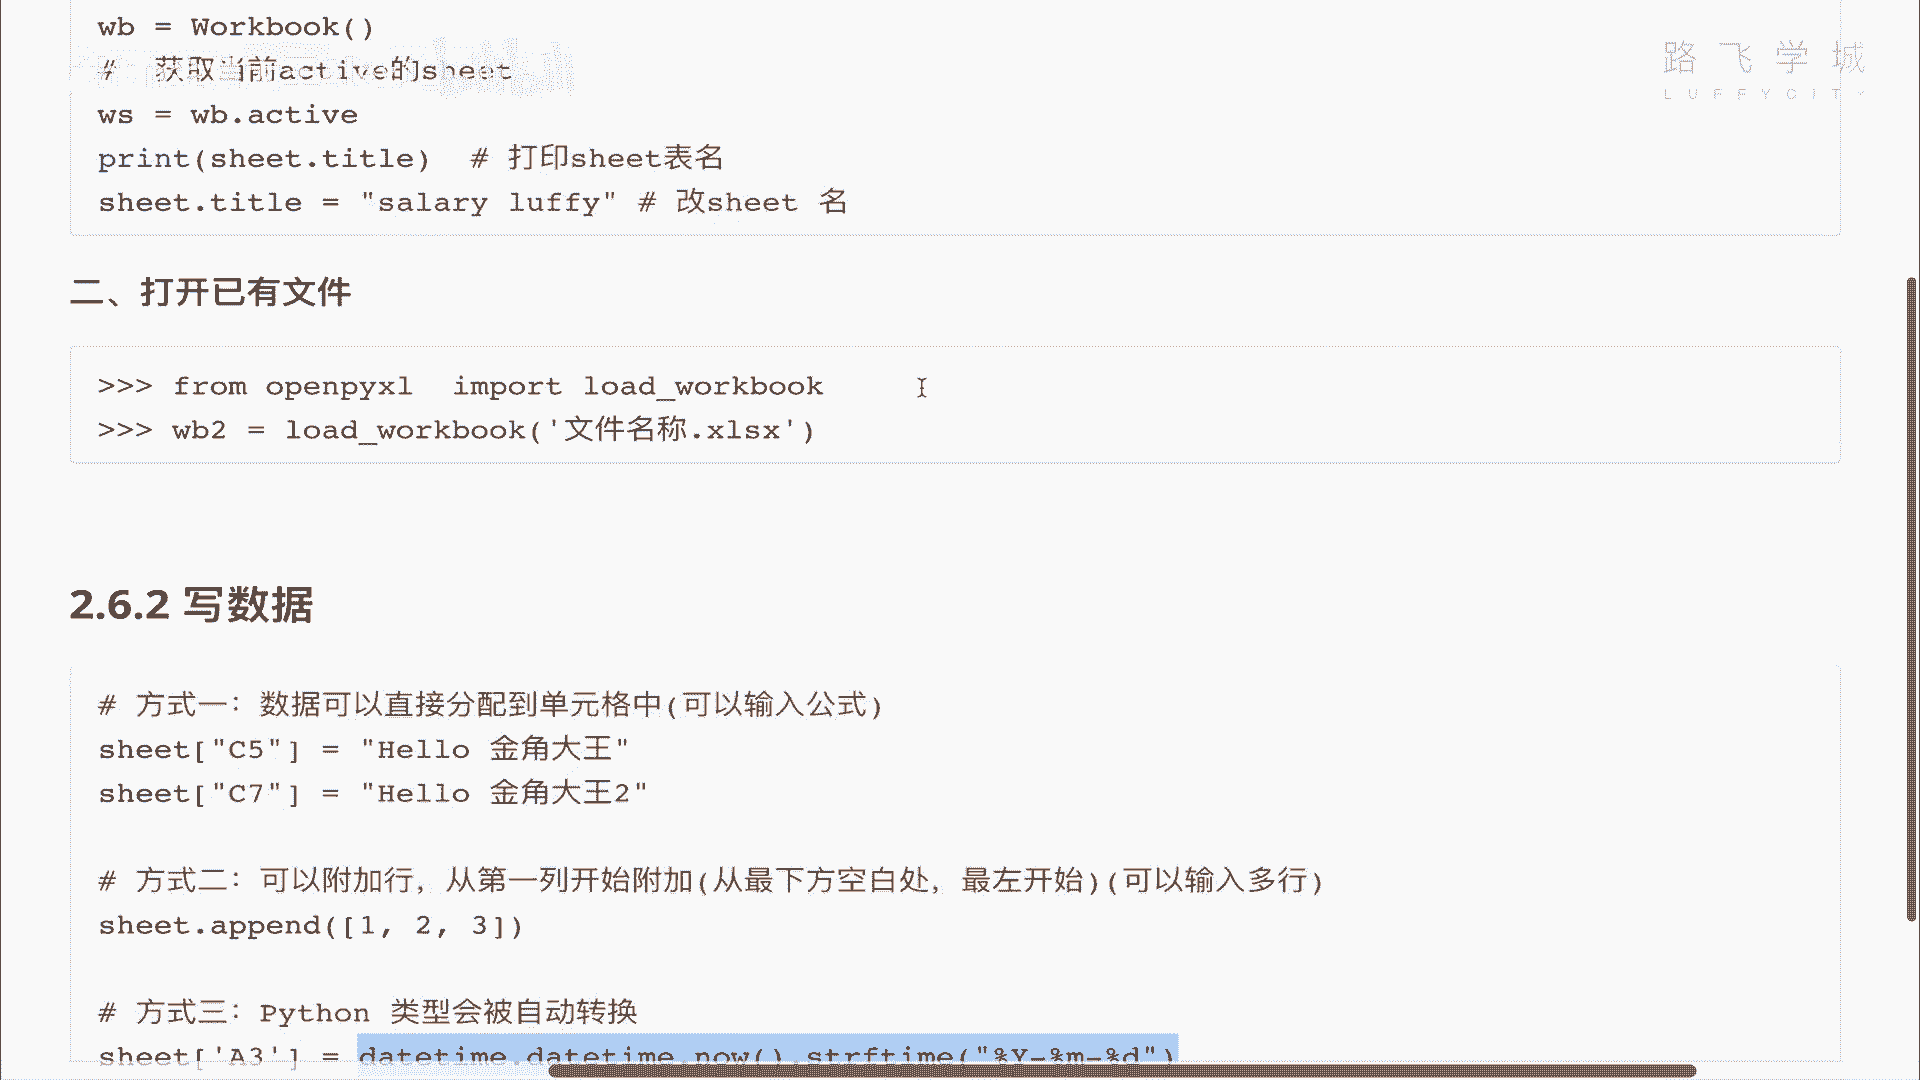 wb = Workbook()
# 获取当前active的sheet
ws = wb.active
print(sheet.title)  # 打印sheet表名
sheet.title = "salary luffy" # 改sheet 名
路飞学城
LUFFYCITY
二、打开已有文件
>>> from openpyxl  import load_workbook
>>> wb2 = load_workbook('文件名称.xlsx')
2.6.2 写数据
# 方式一：数据可以直接分配到单元格中(可以输入公式)
sheet["C5"] = "Hello 金角大王"
sheet["C7"] = "Hello 金角大王2"
# 方式二：可以附加行，从第一列开始附加(从最下方空白处，最左开始)(可以输入多行)
sheet.append([1, 2, 3])
# 方式三：Python 类型会被自动转换
sheet['A3'] = datetime.datetime.now().strftime("%Y-%m-%d")